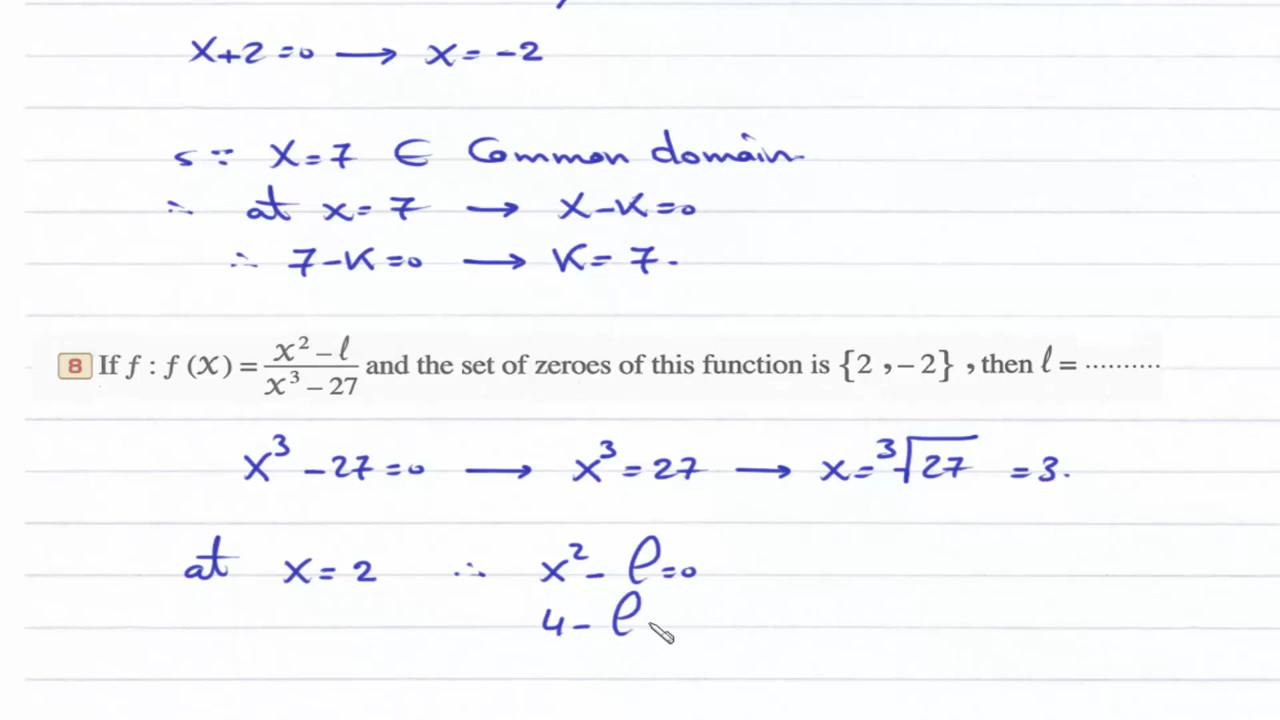 x+2=0 → x=-2
s ∵ x=7 ∈ Common domain
∴ at x=7 → x-k=0
∴ 7-k=0 → k=7.
8 If f : f (x) = (x² - ℓ)/(x³ - 27) and the set of zeroes of this function is {2 , - 2} , then ℓ = ..........
x³-27=0 → x³=27 → x=³√27 =3.
at x=2 ∴ x²-ℓ=0
4-ℓ